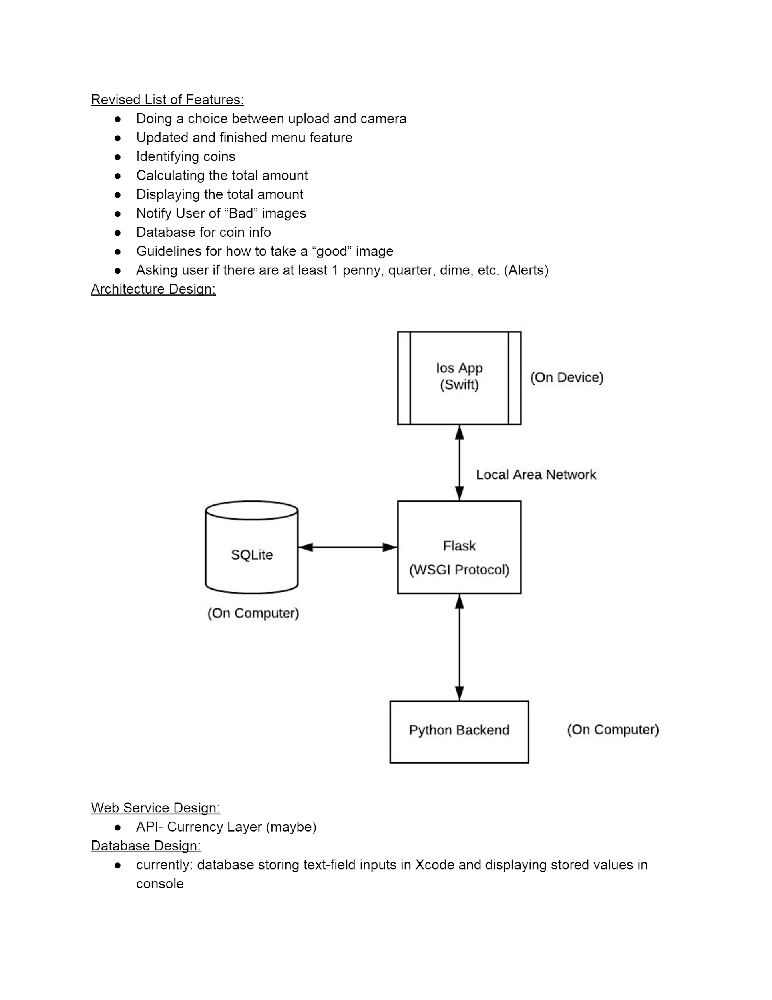 Revised List of Features:
● Doing a choice between upload and camera
● Updated and finished menu feature
● Identifying coins
● Calculating the total amount
● Displaying the total amount
● Notify User of “Bad” images
● Database for coin info
● Guidelines for how to take a “good” image
● Asking user if there are at least 1 penny, quarter, dime, etc. (Alerts)
Architecture Design:
Ios App
(Swift)
(On Device)
Local Area Network
SQLite
(On Computer)
Flask
(WSGI Protocol)
Python Backend
(On Computer)
Web Service Design:
● API- Currency Layer (maybe)
Database Design:
● currently: database storing text-field inputs in Xcode and displaying stored values in
console